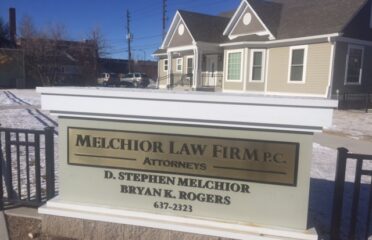 MELCHIOR LAW FIRM P.C.
ATTORNEYS
D. STEPHEN MELCHIOR
BRYAN K. ROGERS
637-2323